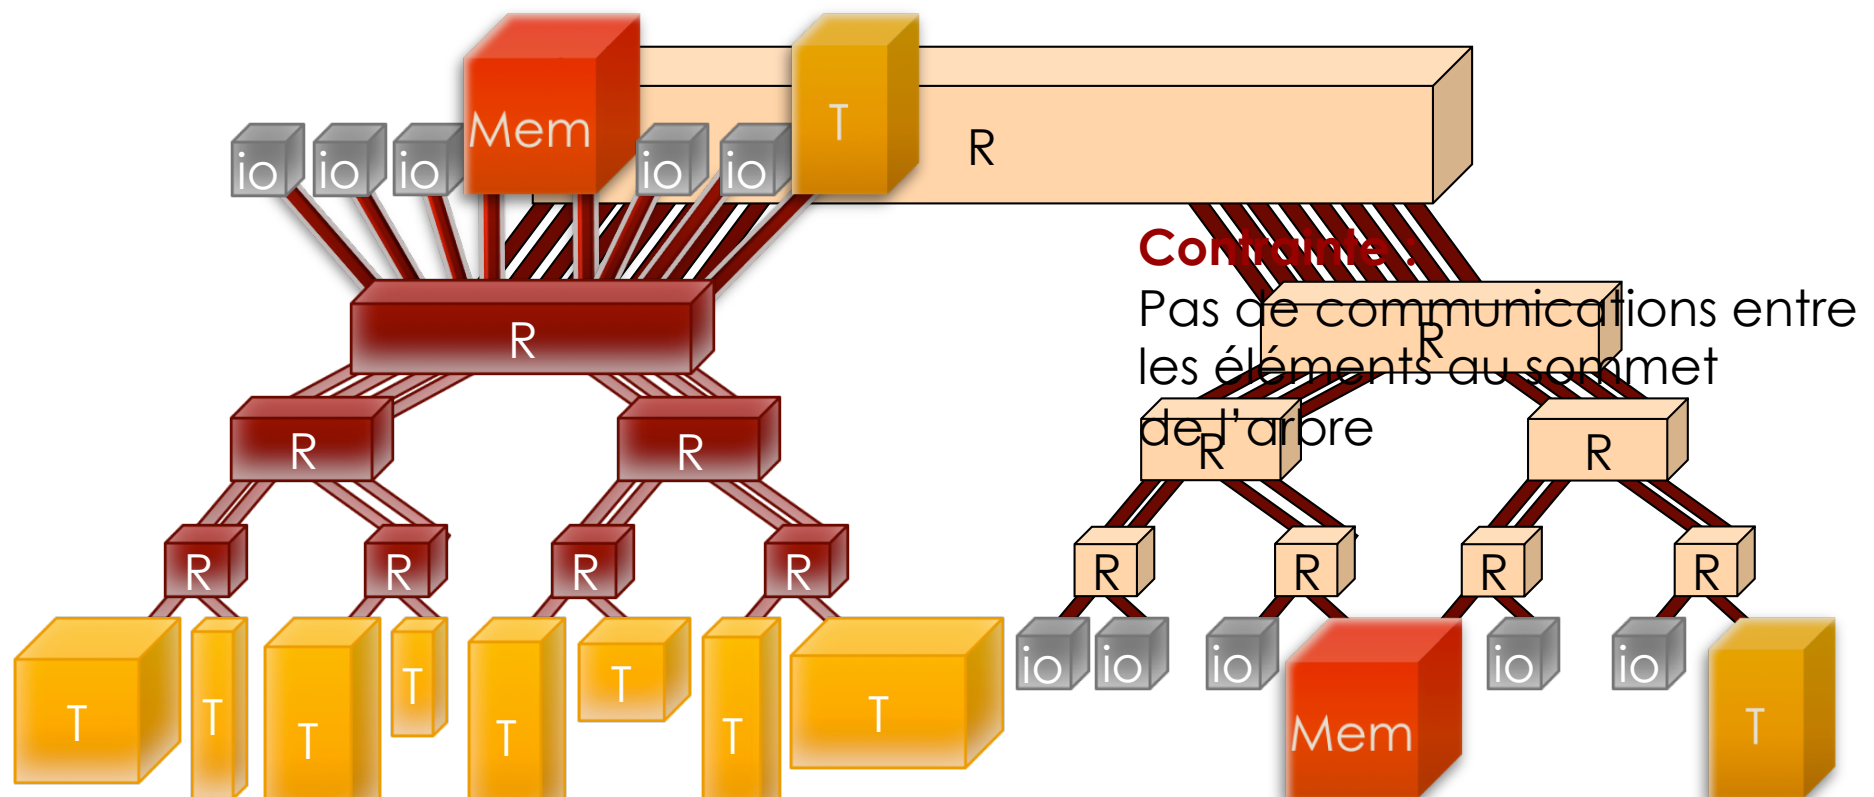 Mem
T
R
io
io
io
io
io
Contrainte :
Pas de communications entre
les éléments au sommet
de l'arbre
R
R
R
R
R
R
R
R
R
R
R
R
R
R
T
T
T
T
T
T
T
T
io
io
io
Mem
io
io
T